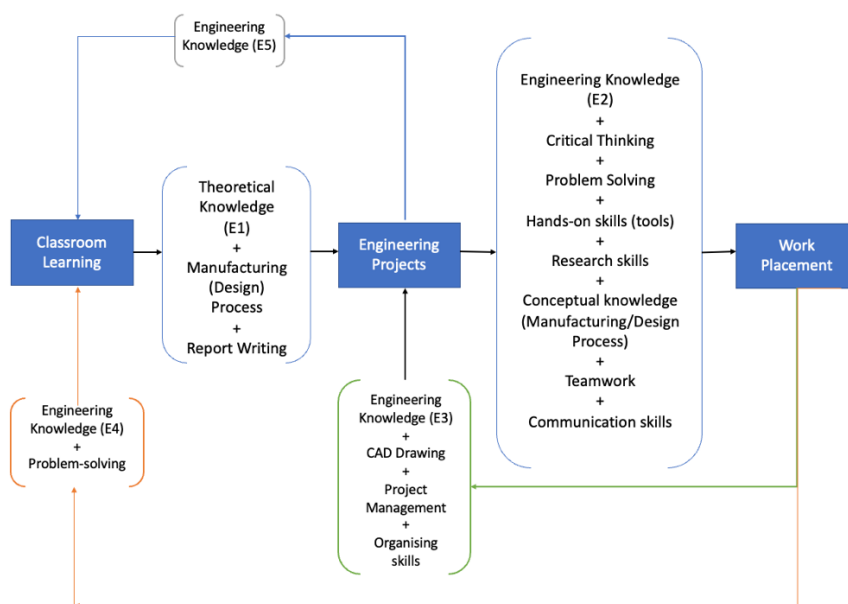 Engineering
Knowledge (E5)
Classroom
Learning
Theoretical
Knowledge
(E1)
+
Manufacturing
(Design)
Process
+
Report Writing
Engineering
Projects
Engineering Knowledge
(E2)
+
Critical Thinking
+
Problem Solving
+
Hands-on skills (tools)
+
Research skills
+
Conceptual knowledge
(Manufacturing/Design
Process)
+
Teamwork
+
Communication skills
Work
Placement
Engineering
Knowledge (E4)
+
Problem-solving
Engineering
Knowledge (E3)
+
CAD Drawing
+
Project
Management
+
Organising
skills